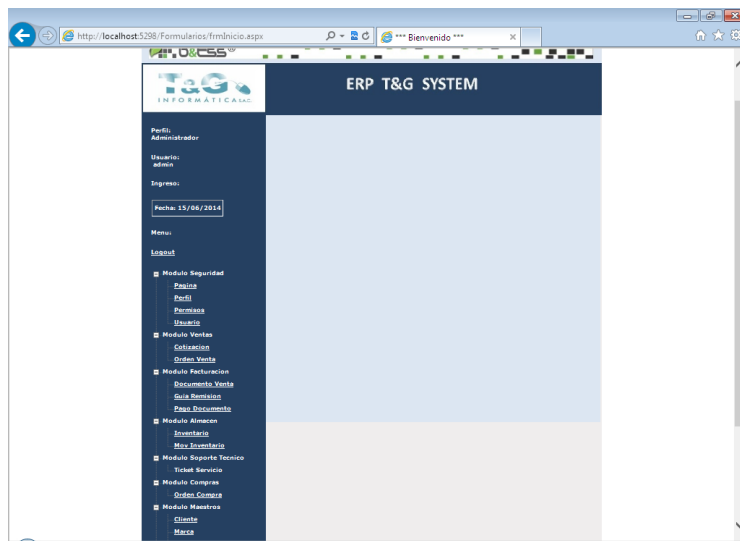 http://localhost:5298/Formularios/frmInicio.aspx
*** Bienvenido ***
T&G
INFORMÁTICA S.A.C.
ERP T&G SYSTEM
Perfil:
Administrador
Usuario:
admin
Ingreso:
Fecha: 15/06/2014
Menu:
Logout
Modulo Seguridad
Pagina
Perfil
Permisos
Usuario
Modulo Ventas
Cotizacion
Orden Venta
Modulo Facturacion
Documento Venta
Guia Remision
Pago Documento
Modulo Almacen
Inventario
Mov Inventario
Modulo Soporte Tecnico
Ticket Servicio
Modulo Compras
Orden Compra
Modulo Maestros
Cliente
Marca